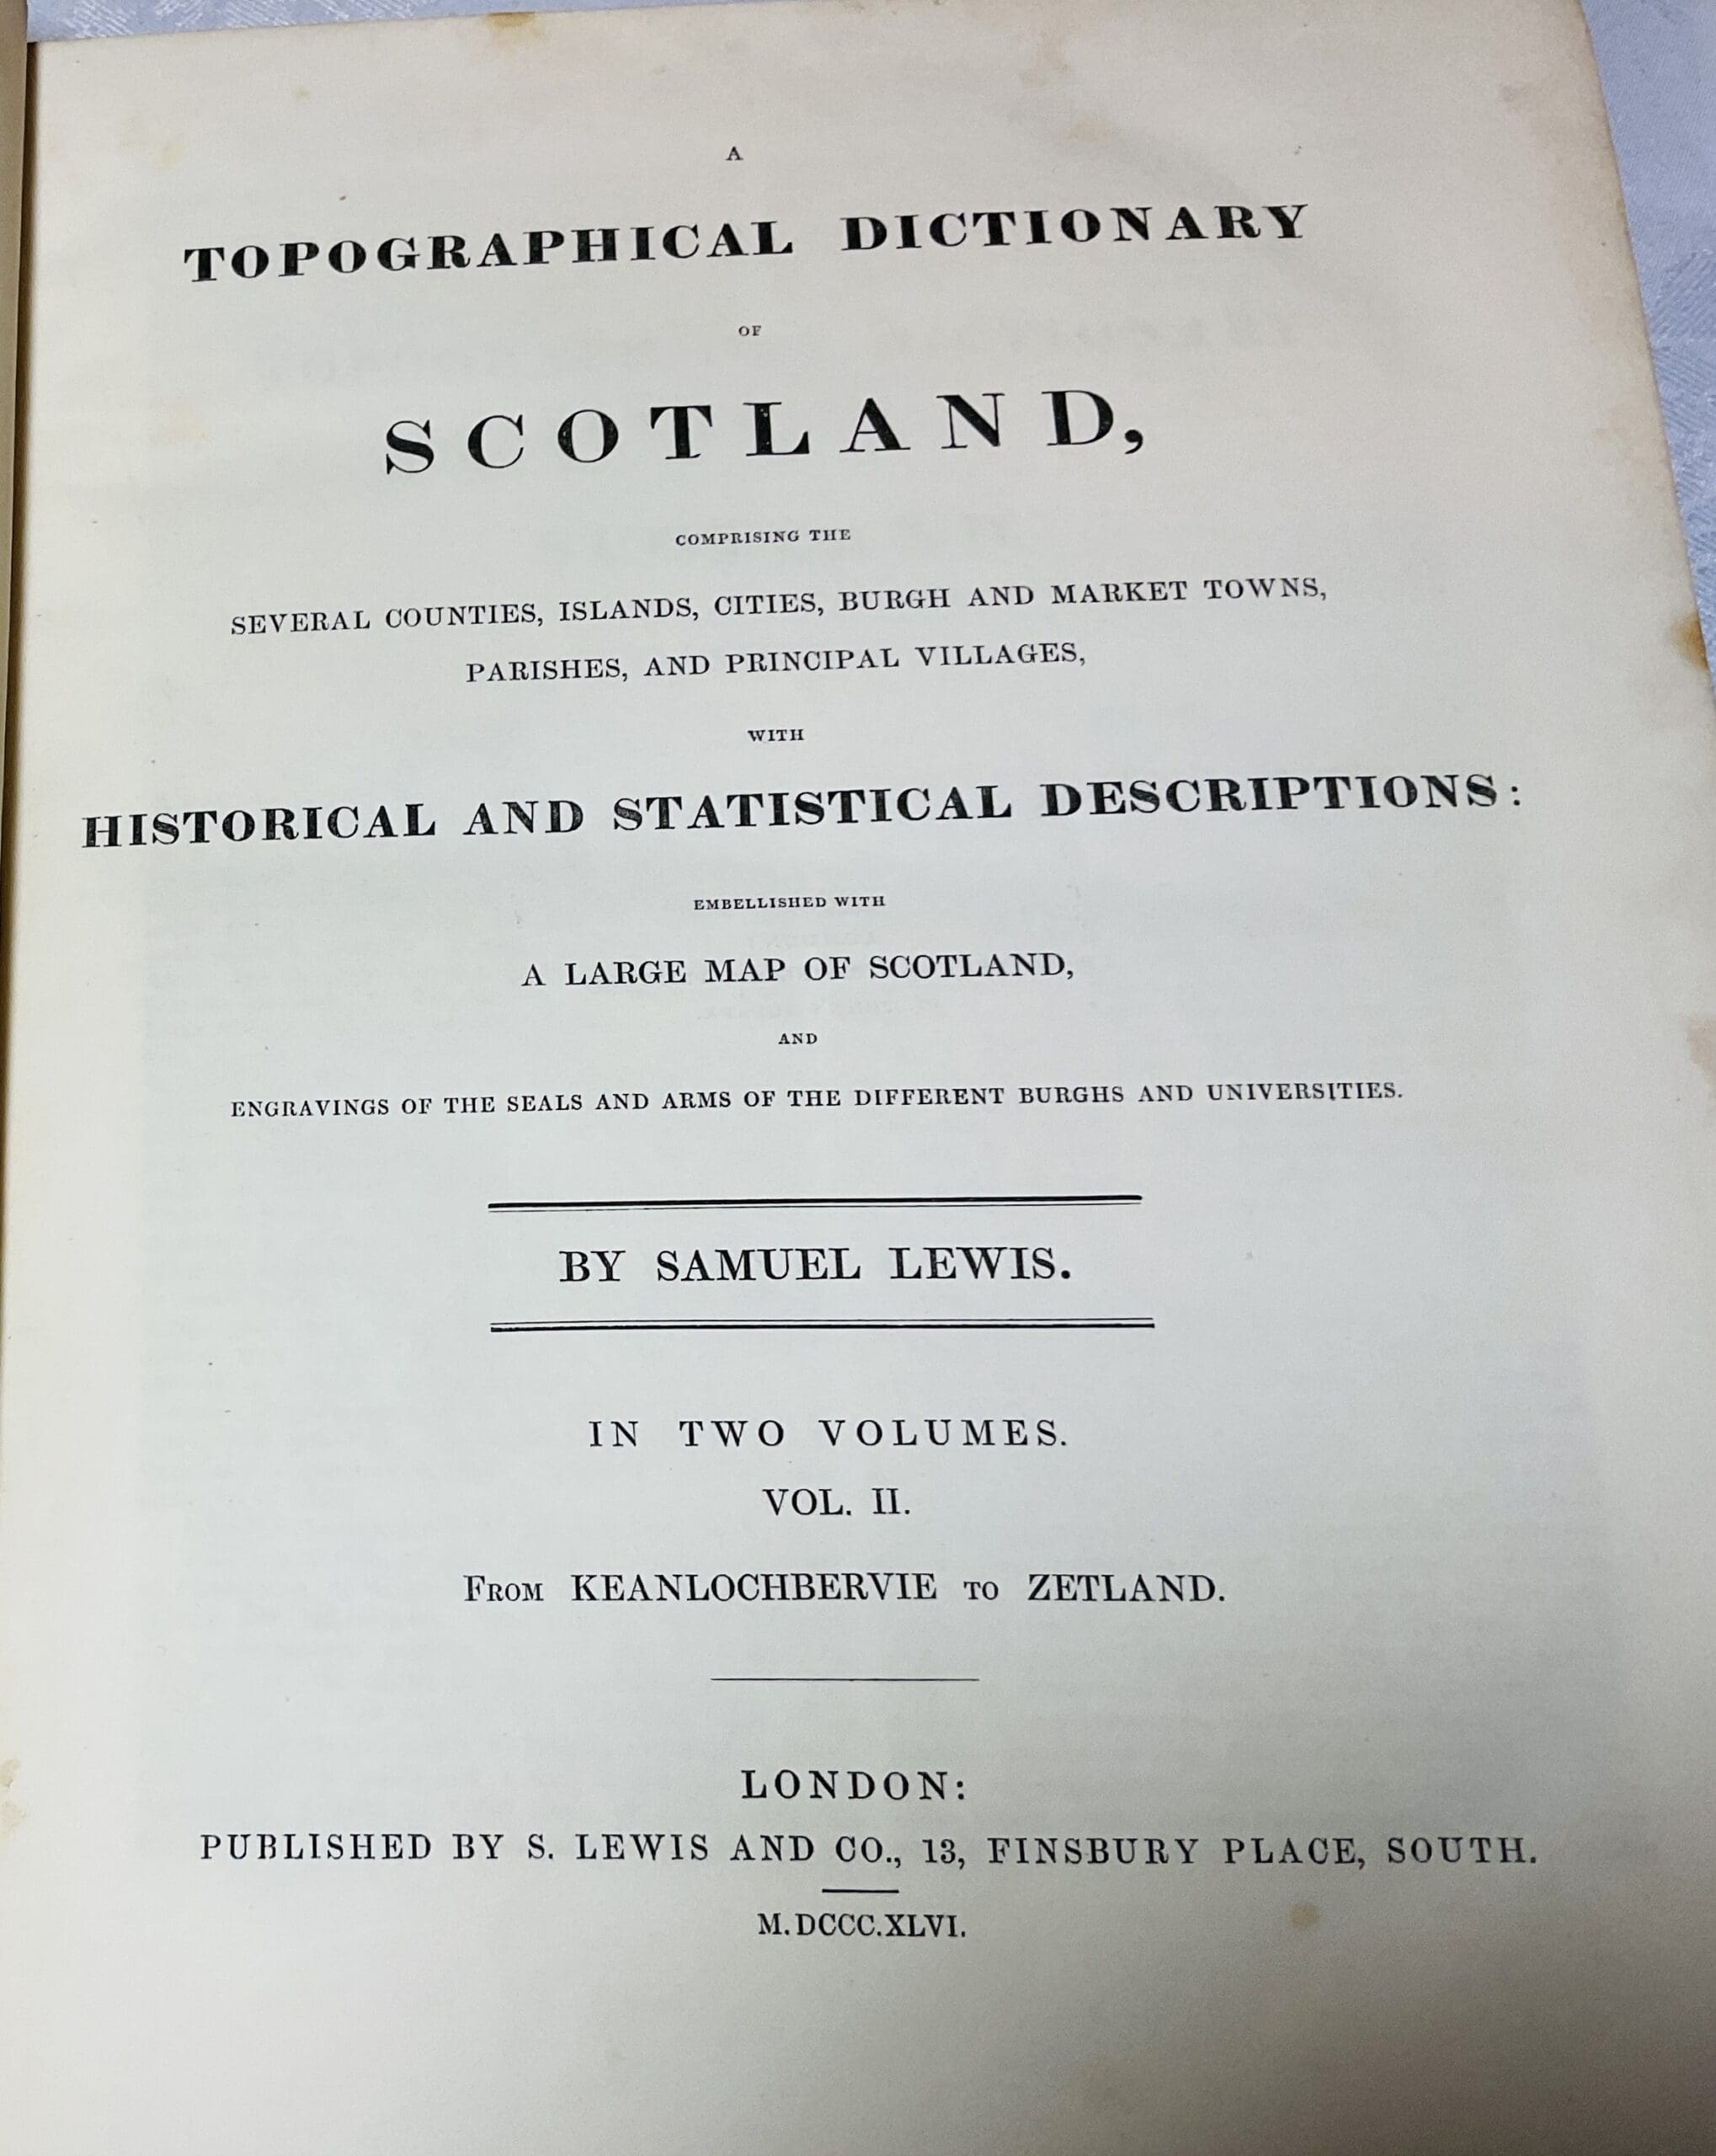 A
TOPOGRAPHICAL DICTIONARY
OF
SCOTLAND,
COMPRISING THE
SEVERAL COUNTIES, ISLANDS, CITIES, BURGH AND MARKET TOWNS,
PARISHES, AND PRINCIPAL VILLAGES,
WITH
HISTORICAL AND STATISTICAL DESCRIPTIONS:
EMBELLISHED WITH
A LARGE MAP OF SCOTLAND,
AND
ENGRAVINGS OF THE SEALS AND ARMS OF THE DIFFERENT BURGHS AND UNIVERSITIES.
BY SAMUEL LEWIS.
IN TWO VOLUMES.
VOL. II.
FROM KEANLOCHBERVIE TO ZETLAND.
LONDON:
PUBLISHED BY S. LEWIS AND CO., 13, FINSBURY PLACE, SOUTH.
M.DCCC.XLVI.